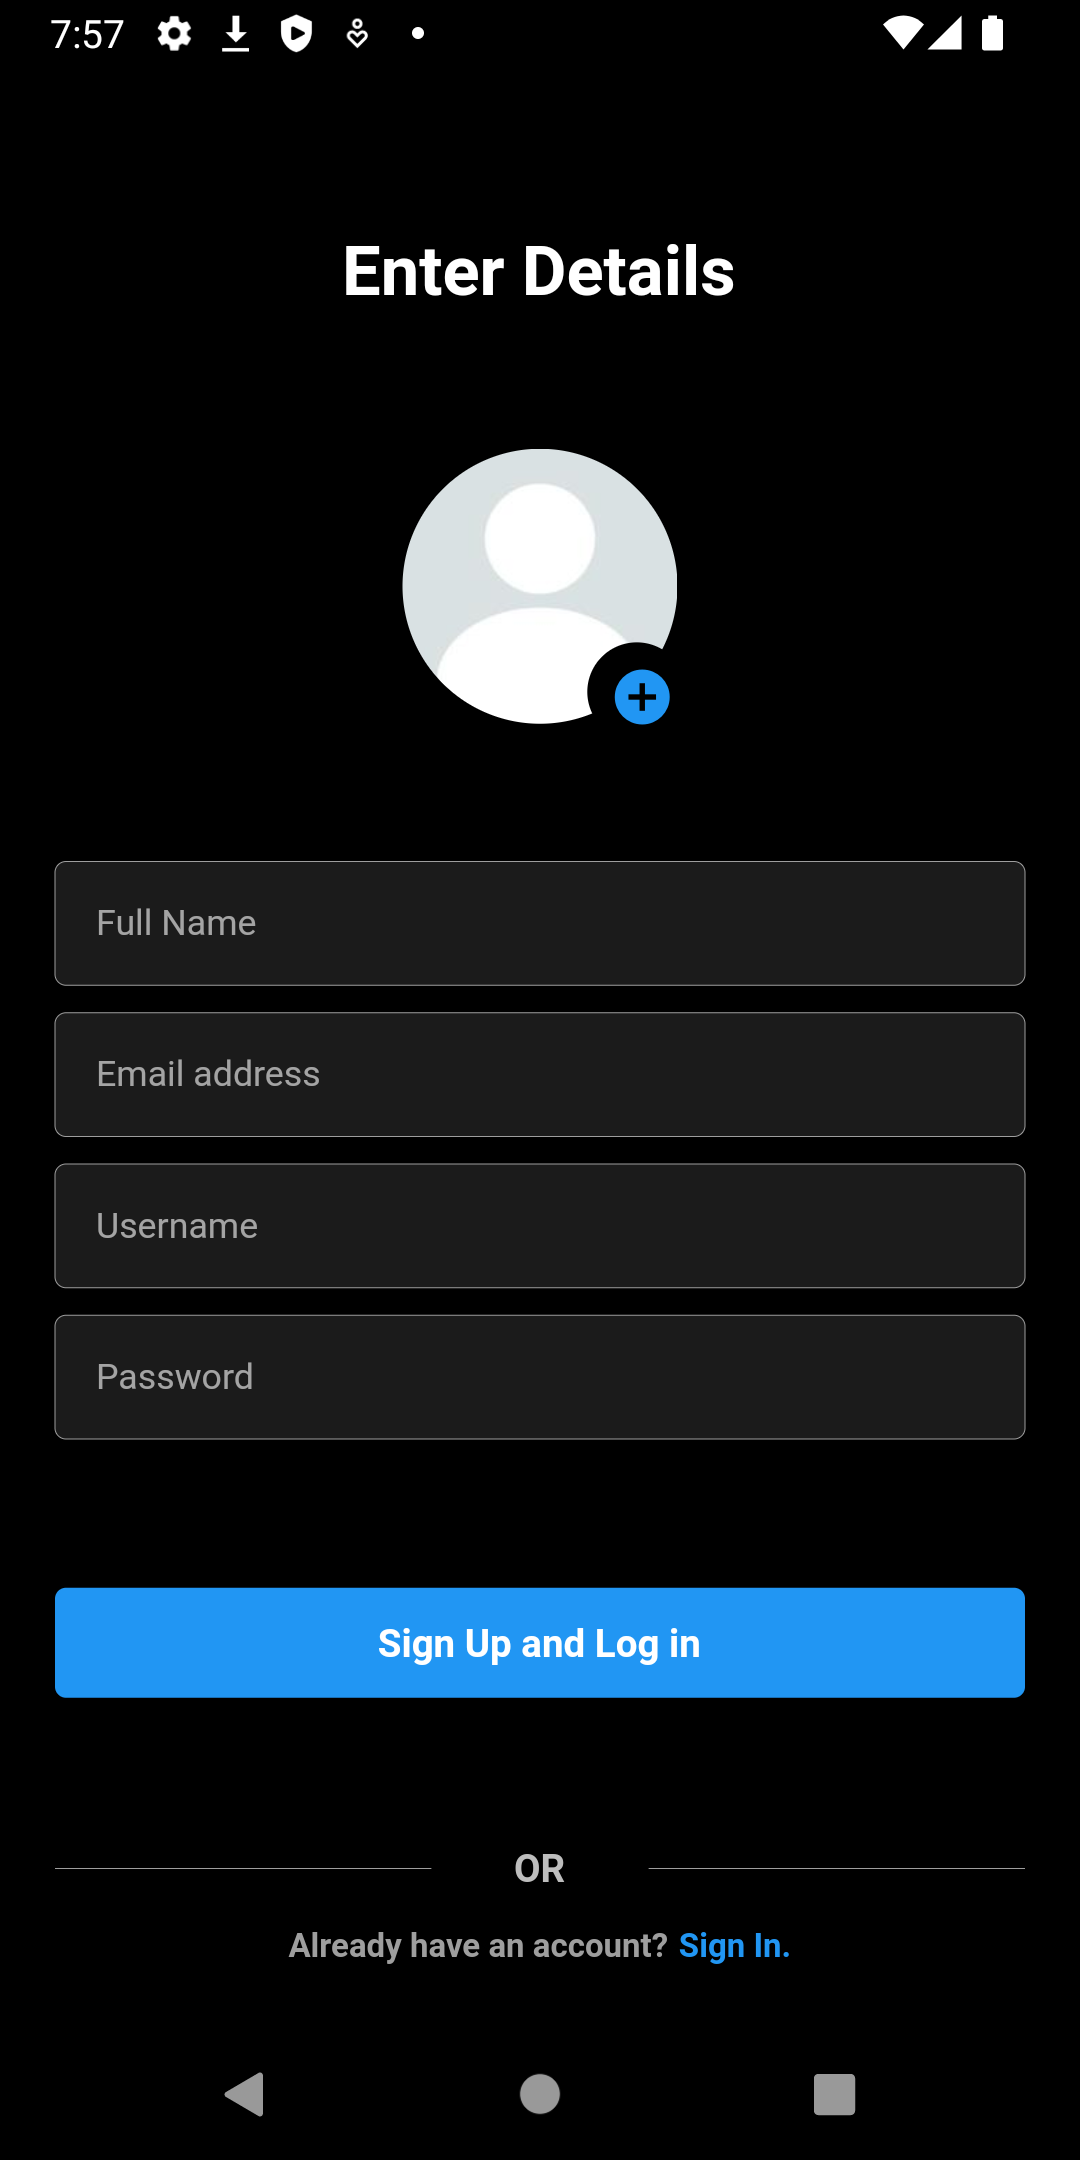 7:57
Enter Details
Full Name
Email address
Username
Password
Sign Up and Log in
OR
Already have an account? Sign In.